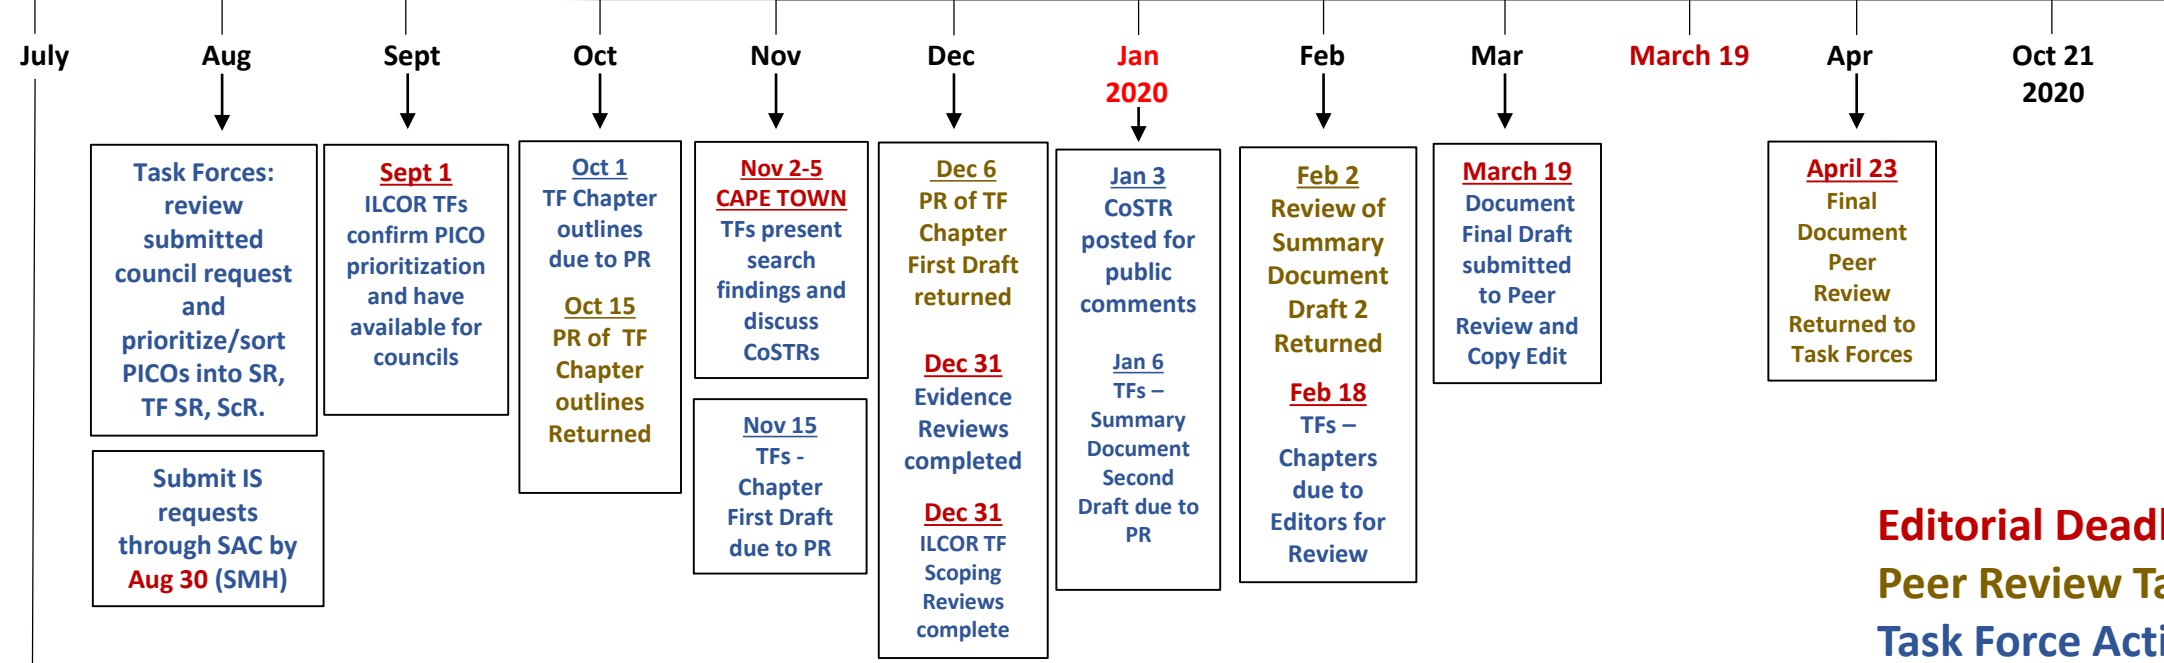 July
Aug
Sept
Oct
Nov
Dec
Jan
2020
Feb
Mar
March 19
Apr
Oct 21
2020
Task Forces:
review
submitted
council request
and
prioritize/sort
PICOs into SR,
TF SR, ScR.
Submit IS
requests
through SAC by
Aug 30 (SMH)
Sept 1
ILCOR TFs
confirm PICO
prioritization
and have
available for
councils
Oct 1
TF Chapter
outlines
due to PR
Oct 15
PR of TF
Chapter
outlines
Returned
Nov 2-5
CAPE TOWN
TFs present
search
findings and
discuss
CoSTRs
Nov 15
TFs -
Chapter
First Draft
due to PR
Dec 6
PR of TF
Chapter
First Draft
returned
Dec 31
Evidence
Reviews
completed
Dec 31
ILCOR TF
Scoping
Reviews
complete
Jan 3
CoSTR
posted for
public
comments
Jan 6
TFs –
Summary
Document
Second
Draft due to
PR
Feb 2
Review of
Summary
Document
Draft 2
Returned
Feb 18
TFs –
Chapters
due to
Editors for
Review
March 19
Document
Final Draft
submitted
to Peer
Review and
Copy Edit
April 23
Final
Document
Peer
Review
Returned to
Task Forces
Editorial Deadl
Peer Review Ta
Task Force Acti